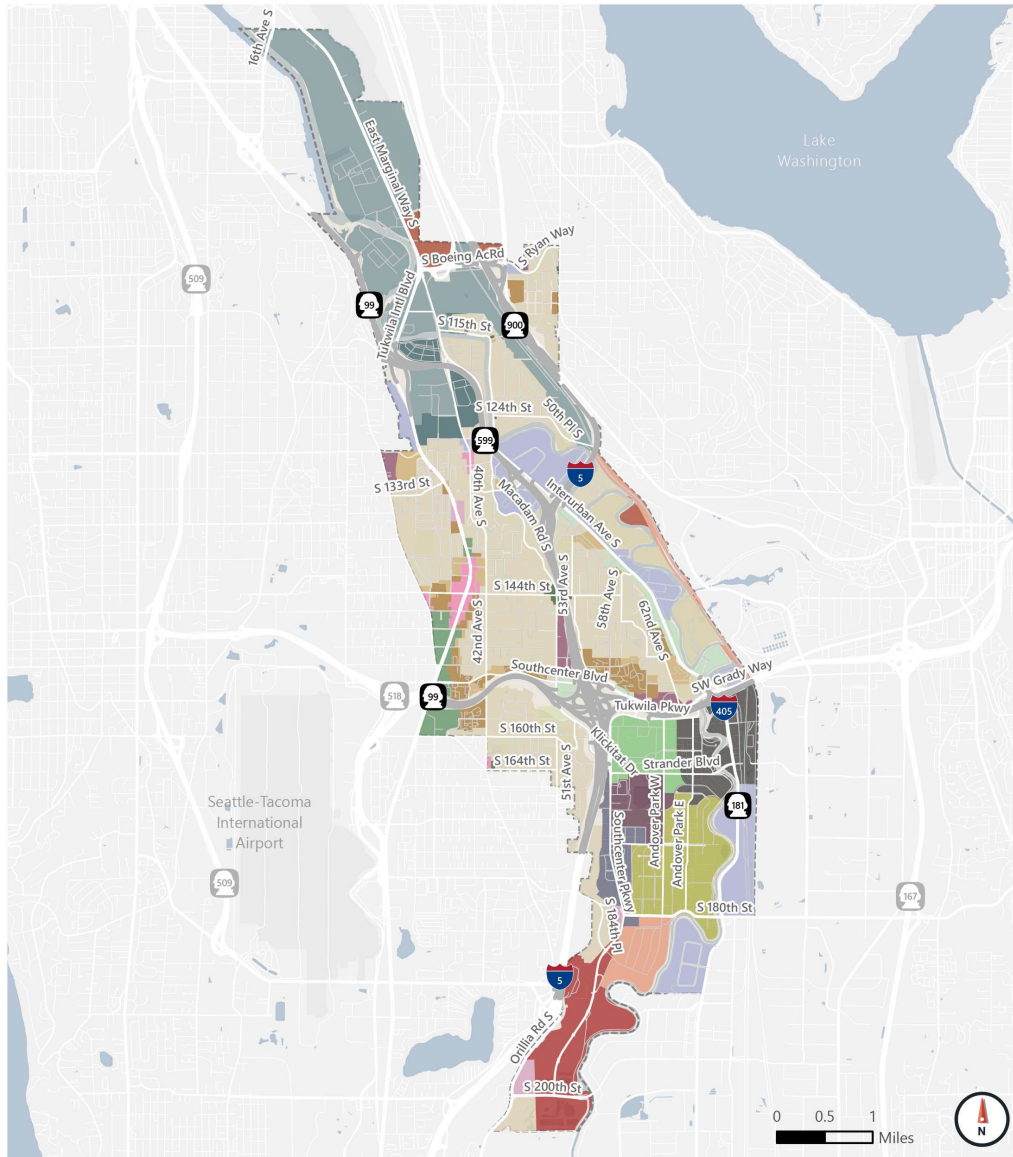 16th Ave S
East Marginal Way S
Lake
Washington
S Boeing AcRd
S Ryan Way
509
99
Tukwila Intl Blvd
S 115th St
900
S 124th St
50th Pl S
599
5
S 133rd St
40th Ave S
Macadam Rd S
Interurban Ave S
S 144th St
53rd Ave S
58th Ave S
62nd Ave S
42nd Ave S
Southcenter Blvd
SW Grady Way
518
99
Tukwila Pkwy
405
S 160th St
Klickitat Dr
S 164th St
51st Ave S
Strander Blvd
Seattle-Tacoma
International
Airport
Southcenter Pkwy
Andover Park W
Andover Park E
181
509
S 180th St
167
S 184th Pl
5
Orillia Rd S
S 200th St
0 0.5 1
Miles
N